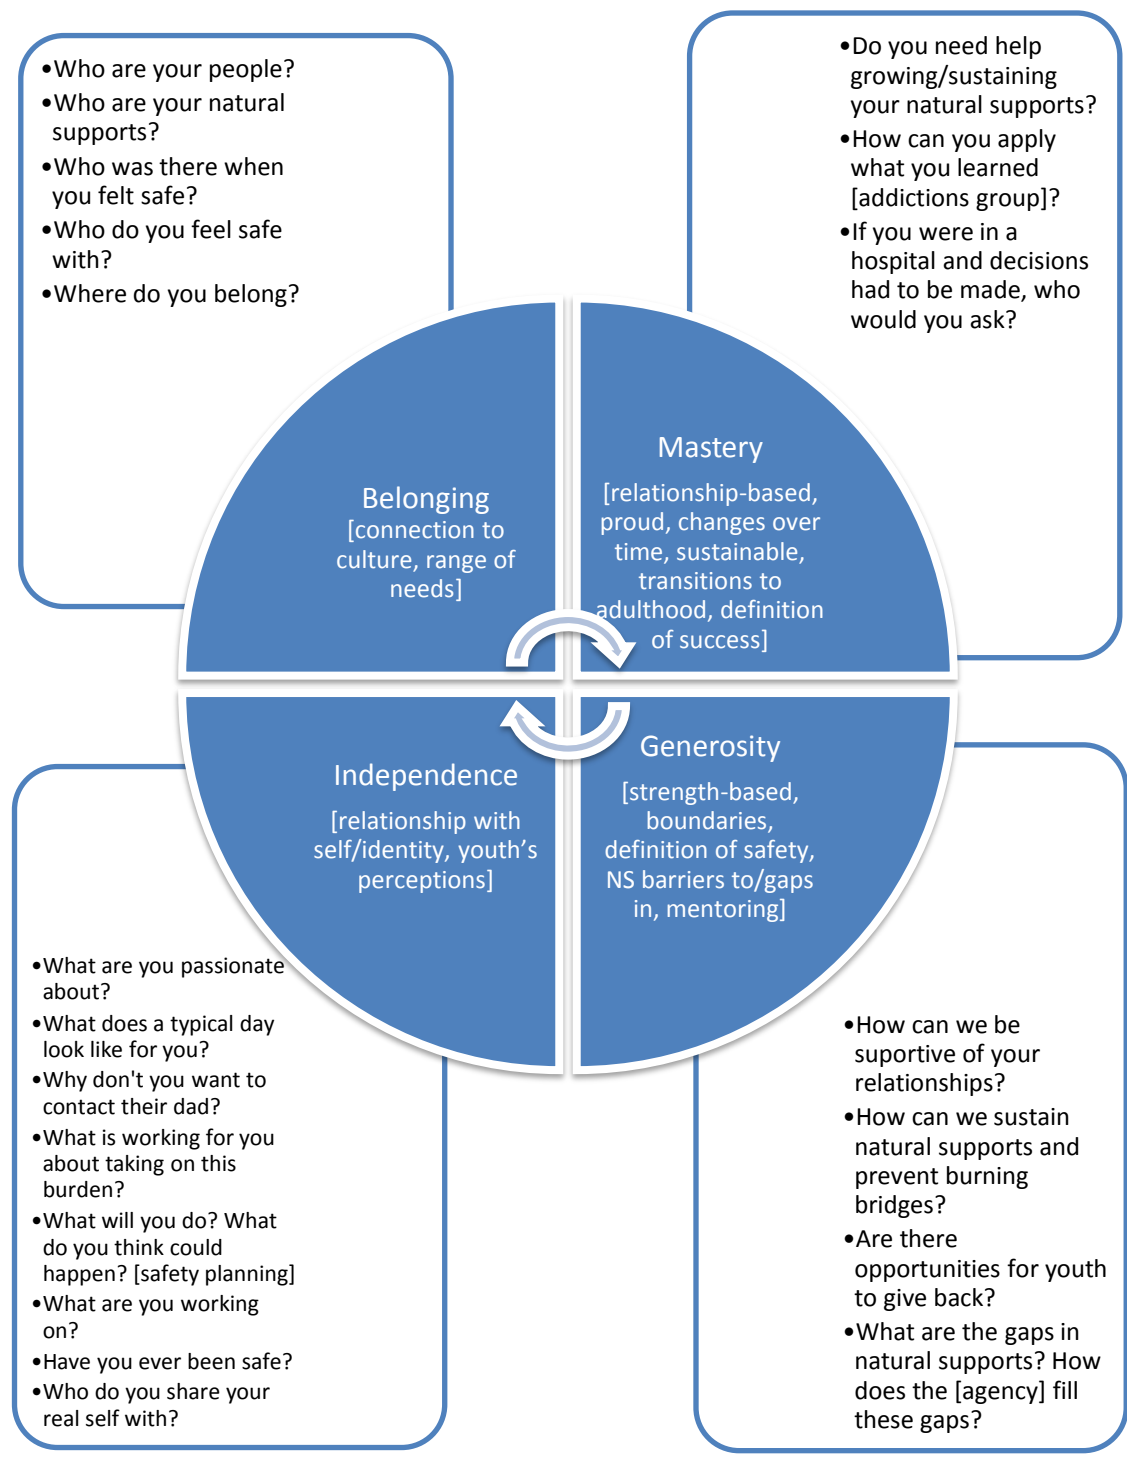 •Who are your people?
•Who are your natural
supports?
•Who was there when
you felt safe?
•Who do you feel safe
with?
•Where do you belong?
•Do you need help
growing/sustaining
your natural supports?
•How can you apply
what you learned
[addictions group]?
•If you were in a
hospital and decisions
had to be made, who
would you ask?
Belonging
[connection to
culture, range of
needs]
Mastery
[relationship-based,
proud, changes over
time, sustainable,
transitions to
adulthood, definition
of success]
Independence
[relationship with
self/identity, youth’s
perceptions]
Generosity
[strength-based,
boundaries,
definition of safety,
NS barriers to/gaps
in, mentoring]
•What are you passionate
about?
•What does a typical day
look like for you?
•Why don't you want to
contact their dad?
•What is working for you
about taking on this
burden?
•What will you do? What
do you think could
happen? [safety planning]
•What are you working
on?
•Have you ever been safe?
•Who do you share your
real self with?
•How can we be
suportive of your
relationships?
•How can we sustain
natural supports and
prevent burning
bridges?
•Are there
opportunities for youth
to give back?
•What are the gaps in
natural supports? How
does the [agency] fill
these gaps?